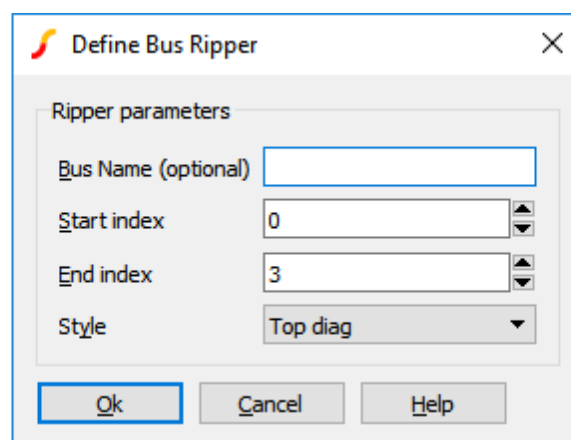 Define Bus Ripper
Ripper parameters
Bus Name (optional)
Start index 0
End index 3
Style Top diag
Ok Cancel Help